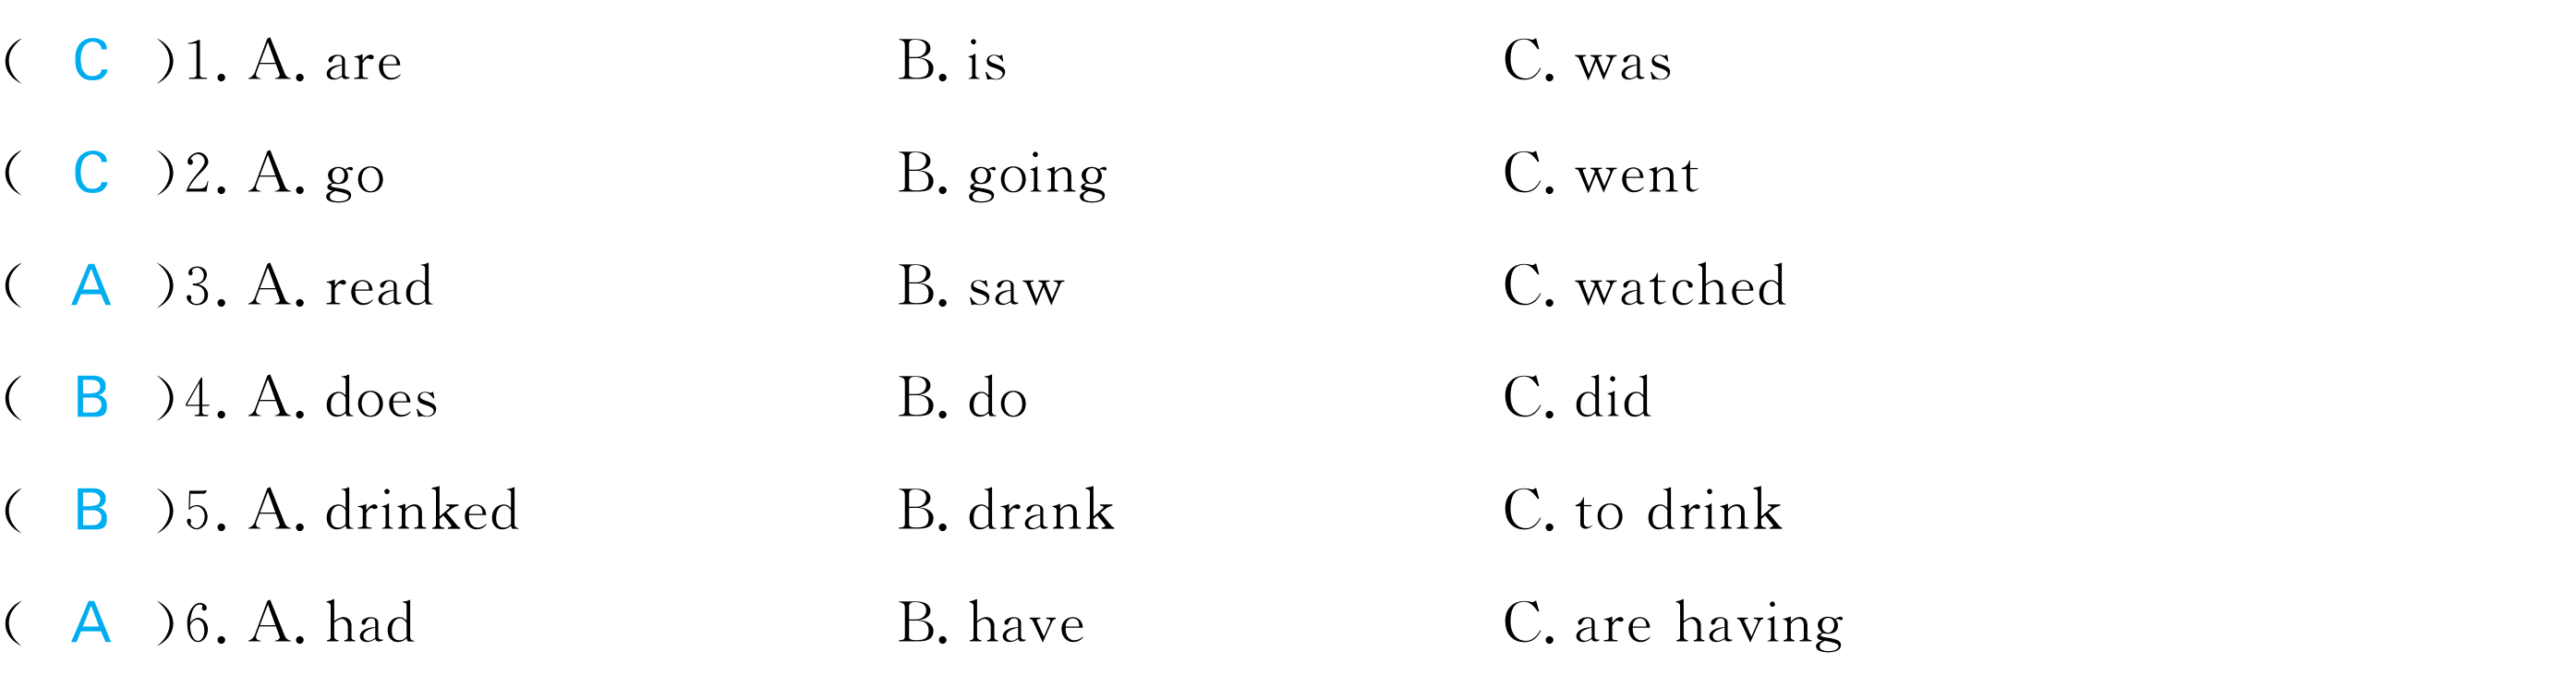 ( C )1. A. are B. is C. was
( C )2. A. go B. going C. went
( A )3. A. read B. saw C. watched
( B )4. A. does B. do C. did
( B )5. A. drinked B. drank C. to drink
( A )6. A. had B. have C. are having